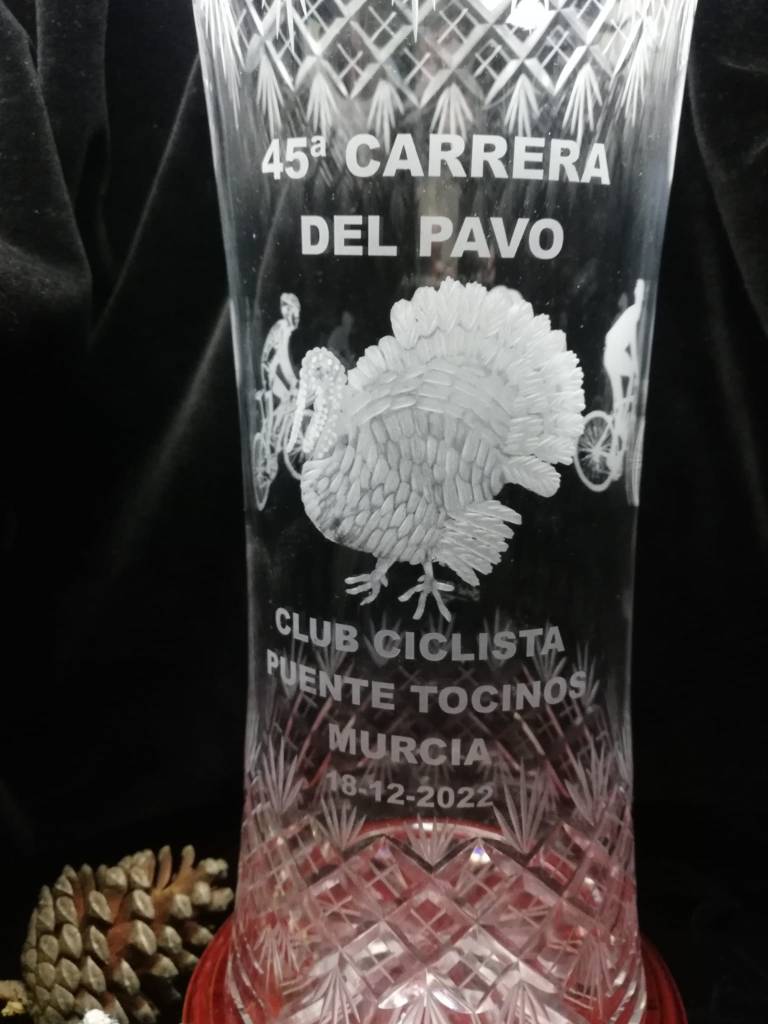 45ª CARRERA
DEL PAVO
CLUB CICLISTA
PUENTE TOCINOS
MURCIA
18-12-2022